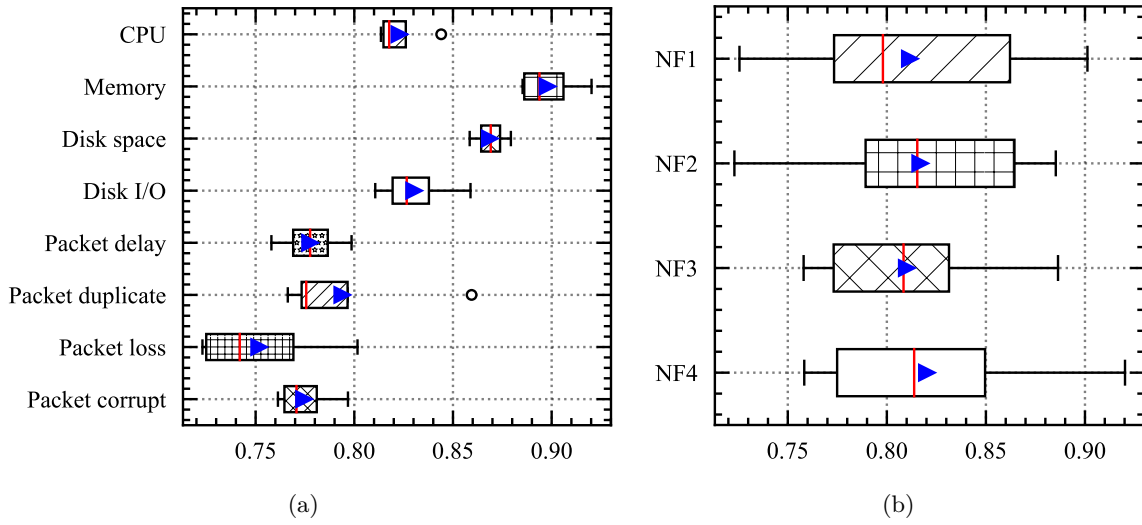 CPU
Memory
Disk space
Disk I/O
Packet delay
Packet duplicate
Packet loss
Packet corrupt
0.75 0.80 0.85 0.90
(a)
NF1
NF2
NF3
NF4
0.75 0.80 0.85 0.90
(b)